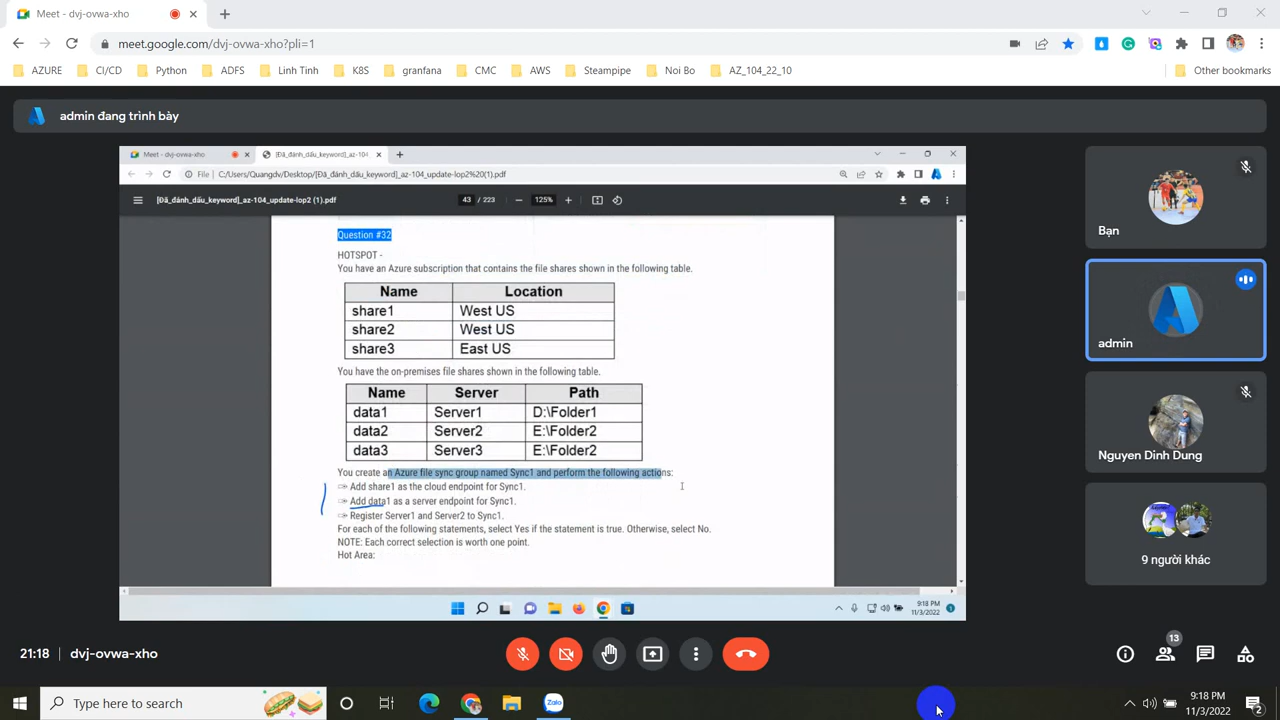 Meet - dvj-ovwa-xho
meet.google.com/dvj-ovwa-xho?pli=1
AZURE CI/CD Python ADFS Linh Tinh K8S granfana CMC AWS Steampipe Noi Bo AZ_104_22_10 Other bookmarks
admin đang trình bày
Meet - dvj-ovwa-xho [Đã_đánh_dấu_keyword]_az-104
File | C:/Users/Quangdv/Desktop/[Đã_đánh_dấu_keyword]_az-104_update-lop2%20(1).pdf
[Đã_đánh_dấu_keyword]_az-104_update-lop2 (1).pdf 43 / 223 125%
Question #32
HOTSPOT -
You have an Azure subscription that contains the file shares shown in the following table.
Name Location
share1 West US
share2 West US
share3 East US
You have the on-premises file shares shown in the following table.
Name Server Path
data1 Server1 D:\Folder1
data2 Server2 E:\Folder2
data3 Server3 E:\Folder2
You create an Azure file sync group named Sync1 and perform the following actions:
Add share1 as the cloud endpoint for Sync1.
Add data1 as a server endpoint for Sync1.
Register Server1 and Server2 to Sync1.
For each of the following statements, select Yes if the statement is true. Otherwise, select No.
NOTE: Each correct selection is worth one point.
Hot Area:
9:18 PM
11/3/2022
1
Bạn
admin
Nguyen Dinh Dung
9 người khác
21:18 | dvj-ovwa-xho
13
Type here to search
Zalo
9:18 PM
11/3/2022
2